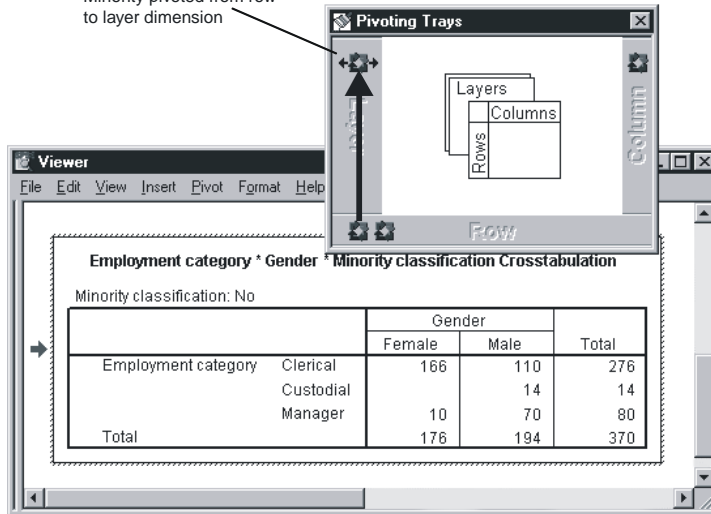 Minority pivoted from row
to layer dimension
Pivoting Trays
Layer
Layers
Columns
Rows
Column
Row
Viewer
File Edit View Insert Pivot Format Help
Employment category * Gender * Minority classification Crosstabulation
Minority classification: No
Gender
Female Male Total
Employment category Clerical 166 110 276
Custodial 14 14
Manager 10 70 80
Total 176 194 370